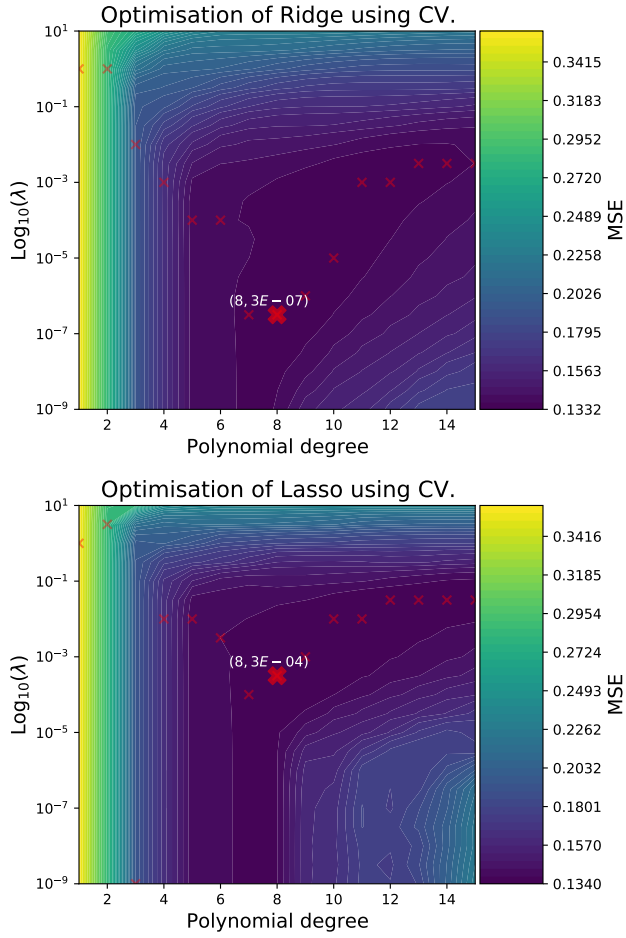 Optimisation of Ridge using CV.
10^1
10^-1
10^-3
10^-5
10^-7
10^-9
Log10(λ)
(8, 3E − 07)
2 4 6 8 10 12 14
Polynomial degree
0.3415
0.3183
0.2952
0.2720
0.2489
0.2258
0.2026
0.1795
0.1563
0.1332
MSE
Optimisation of Lasso using CV.
10^1
10^-1
10^-3
10^-5
10^-7
10^-9
Log10(λ)
(8, 3E − 04)
2 4 6 8 10 12 14
Polynomial degree
0.3416
0.3185
0.2955
0.2724
0.2493
0.2262
0.2032
0.1801
0.1570
0.1340
MSE